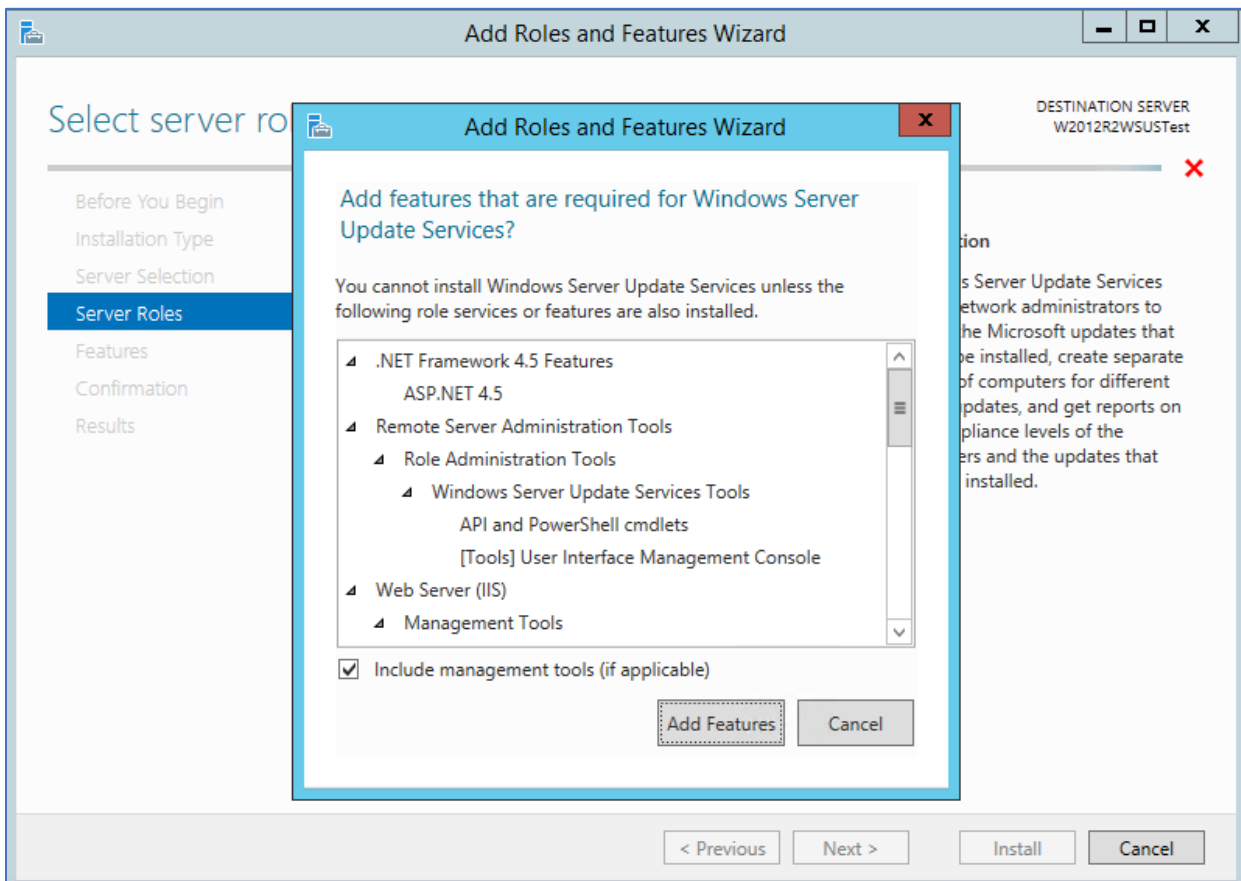 Add Roles and Features Wizard
Select server ro
DESTINATION SERVER
W2012R2WSUSTest
Before You Begin
Installation Type
Server Selection
Server Roles
Features
Confirmation
Results
Add Roles and Features Wizard
x
Add features that are required for Windows Server
Update Services?
You cannot install Windows Server Update Services unless the
following role services or features are also installed.
.NET Framework 4.5 Features
ASP.NET 4.5
Remote Server Administration Tools
Role Administration Tools
Windows Server Update Services Tools
API and PowerShell cmdlets
[Tools] User Interface Management Console
Web Server (IIS)
Management Tools
Include management tools (if applicable)
Add Features
Cancel
tion
s Server Update Services
etwork administrators to
he Microsoft updates that
be installed, create separate
of computers for different
updates, and get reports on
pliance levels of the
ers and the updates that
installed.
< Previous
Next >
Install
Cancel